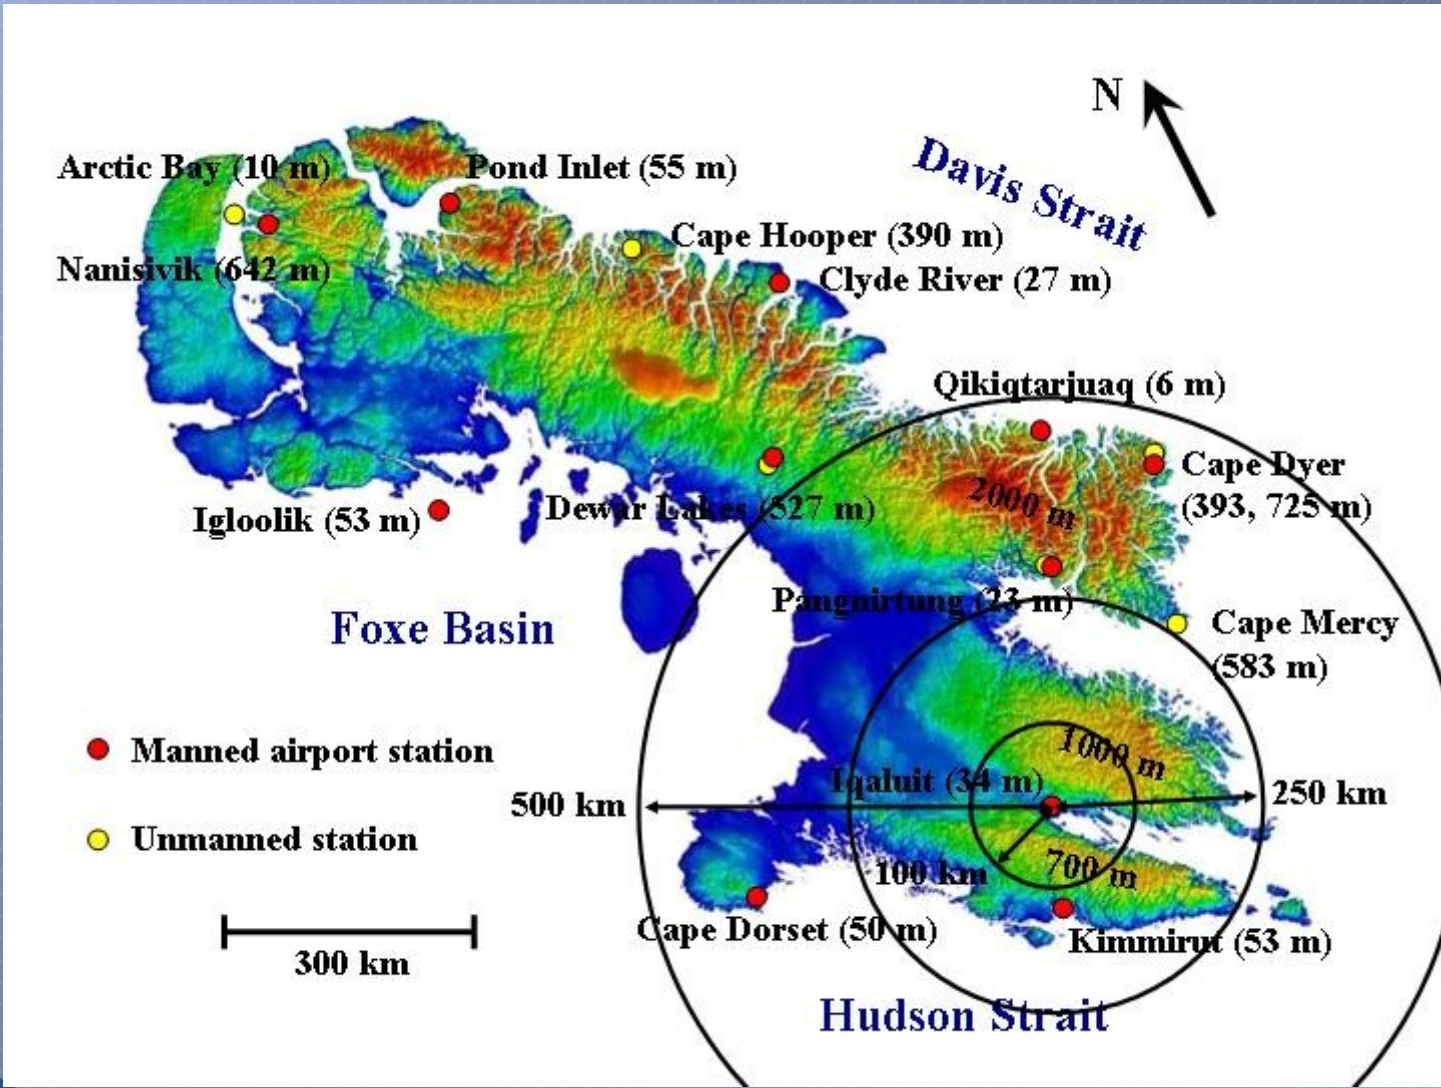 N
Davis Strait
Arctic Bay (10 m)
Pond Inlet (55 m)
Cape Hooper (390 m)
Nanisivik (642 m)
Clyde River (27 m)
Qikiqtarjuaq (6 m)
Cape Dyer
(393, 725 m)
2000 m
Igloolik (53 m)
Dewar Lakes (527 m)
Pangnirtung (23 m)
Foxe Basin
Cape Mercy
(583 m)
Manned airport station
1000 m
Iqaluit (34 m)
500 km
250 km
Unmanned station
100 km
700 m
Cape Dorset (50 m)
Kimmirut (53 m)
300 km
Hudson Strait